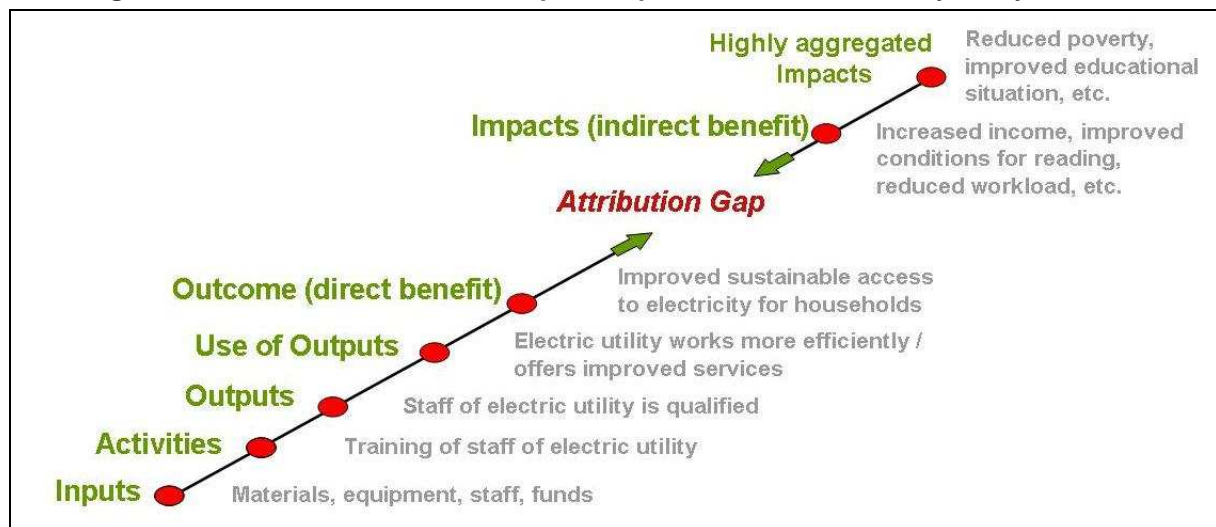 Highly aggregated
Impacts
Reduced poverty,
improved educational
situation, etc.
Impacts (indirect benefit)
Increased income, improved
conditions for reading,
reduced workload, etc.
Attribution Gap
Outcome (direct benefit)
Improved sustainable access
to electricity for households
Use of Outputs
Electric utility works more efficiently /
offers improved services
Outputs
Staff of electric utility is qualified
Activities
Training of staff of electric utility
Inputs
Materials, equipment, staff, funds